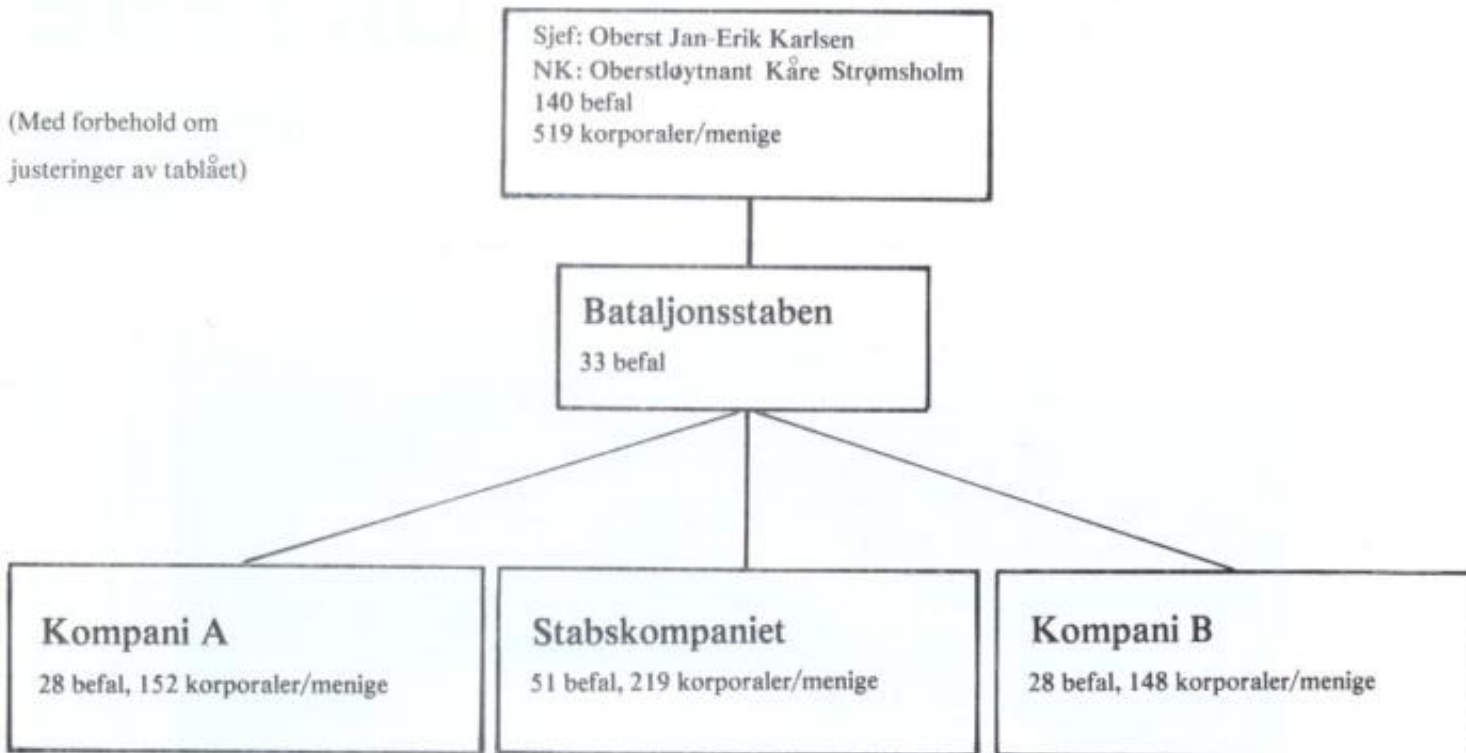 Sjef: Oberst Jan-Erik Karlsen
NK: Oberstløytnant Kåre Strømsholm
140 befal
519 korporaler/menige
(Med forbehold om
justeringer av tablået)
Bataljonsstaben
33 befal
Kompani A
28 befal, 152 korporaler/menige
Stabskompaniet
51 befal, 219 korporaler/menige
Kompani B
28 befal, 148 korporaler/menige